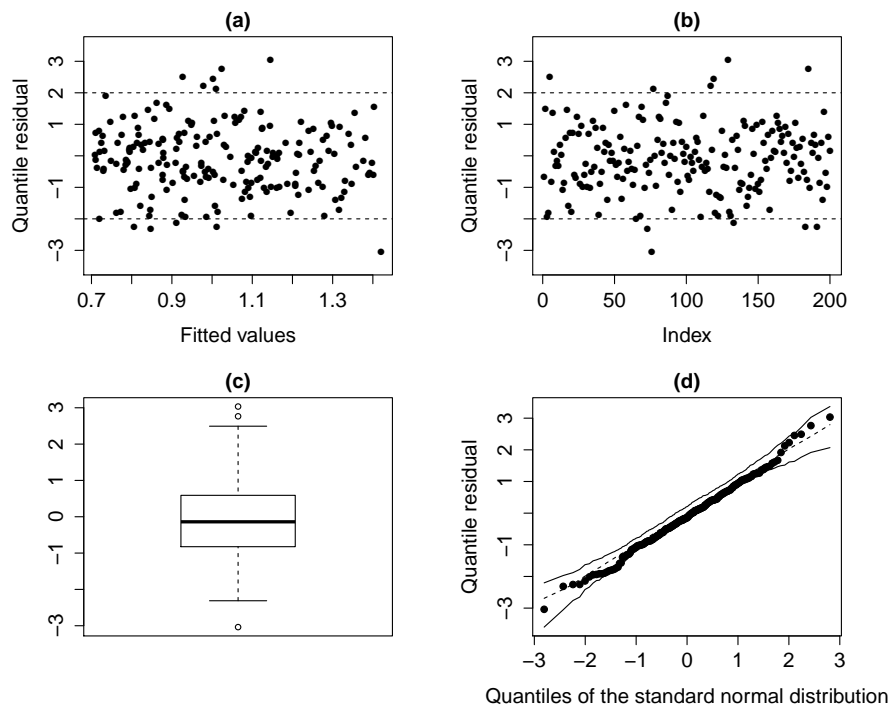 (a)
Quantile residual
3
2
1
−1
−3
0.7 0.9 1.1 1.3
Fitted values
(b)
Quantile residual
3
2
1
−1
−3
0 50 100 150 200
Index
(c)
3
2
1
0
−1
−3
(d)
Quantile residual
3
1
−1
−3
−3 −2 −1 0 1 2 3
Quantiles of the standard normal distribution